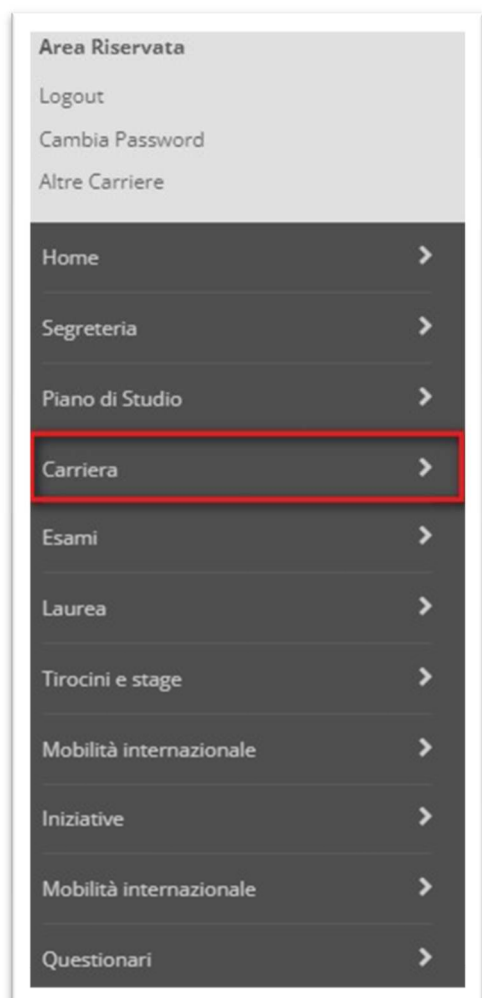 Area Riservata
Logout
Cambia Password
Altre Carriere
Home
Segreteria
Piano di Studio
Carriera
Esami
Laurea
Tirocini e stage
Mobilità internazionale
Iniziative
Mobilità internazionale
Questionari